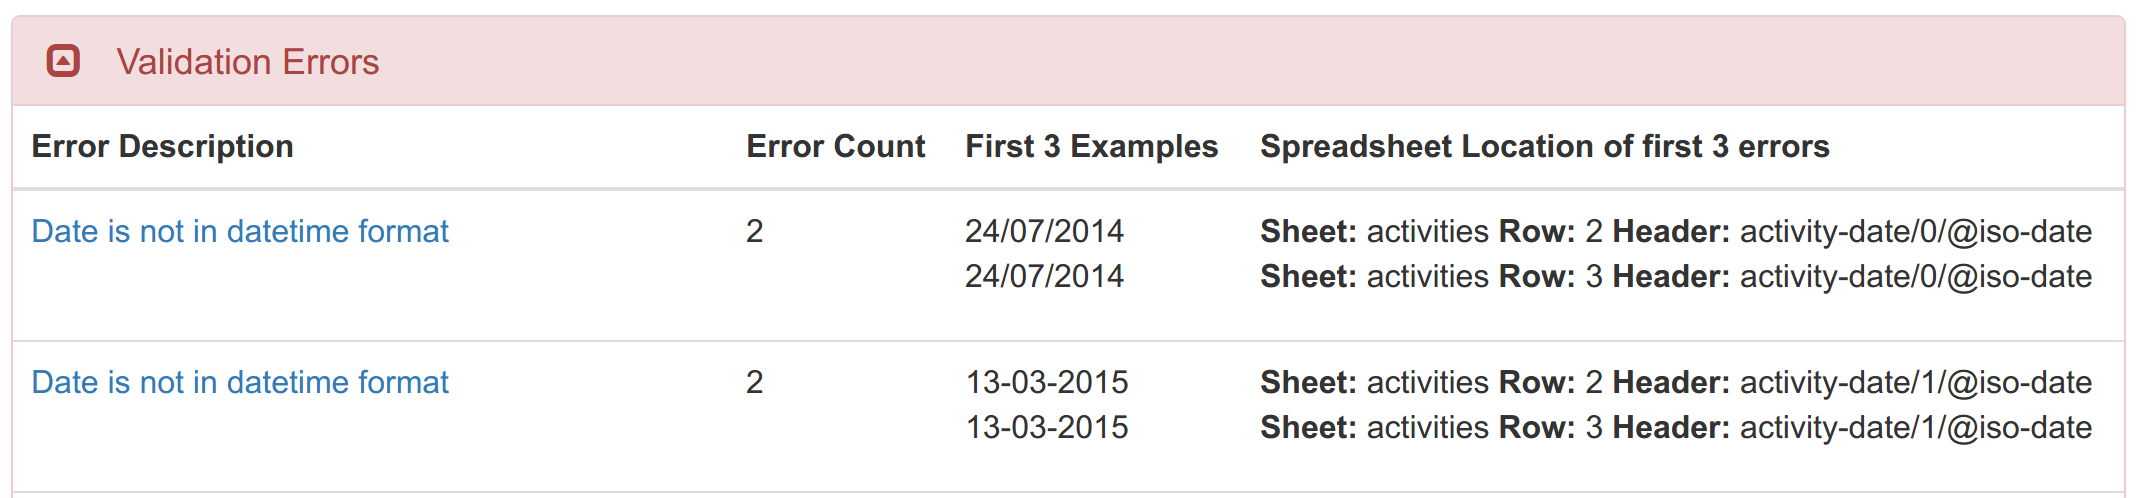 Validation Errors
Error Description Error Count First 3 Examples Spreadsheet Location of first 3 errors
Date is not in datetime format 2 24/07/2014 Sheet: activities Row: 2 Header: activity-date/0/@iso-date
24/07/2014 Sheet: activities Row: 3 Header: activity-date/0/@iso-date
Date is not in datetime format 2 13-03-2015 Sheet: activities Row: 2 Header: activity-date/1/@iso-date
13-03-2015 Sheet: activities Row: 3 Header: activity-date/1/@iso-date